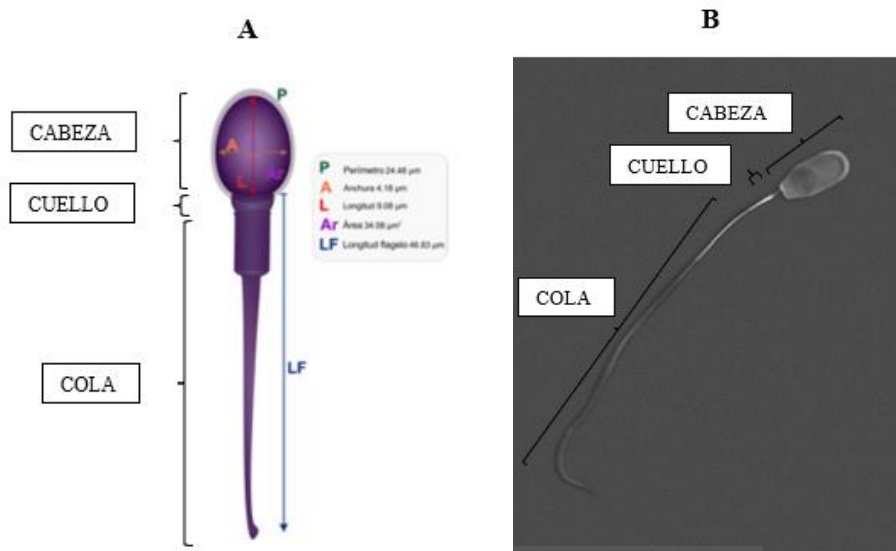 A
B
CABEZA
CUELLO
COLA
P
A
L
Ar
P Perímetro 24.46 µm
A Anchura 4.18 µm
L Longitud 9.08 µm
Ar Área 34.08 µm²
LF Longitud flagelo 46.83 µm
LF
CABEZA
CUELLO
COLA